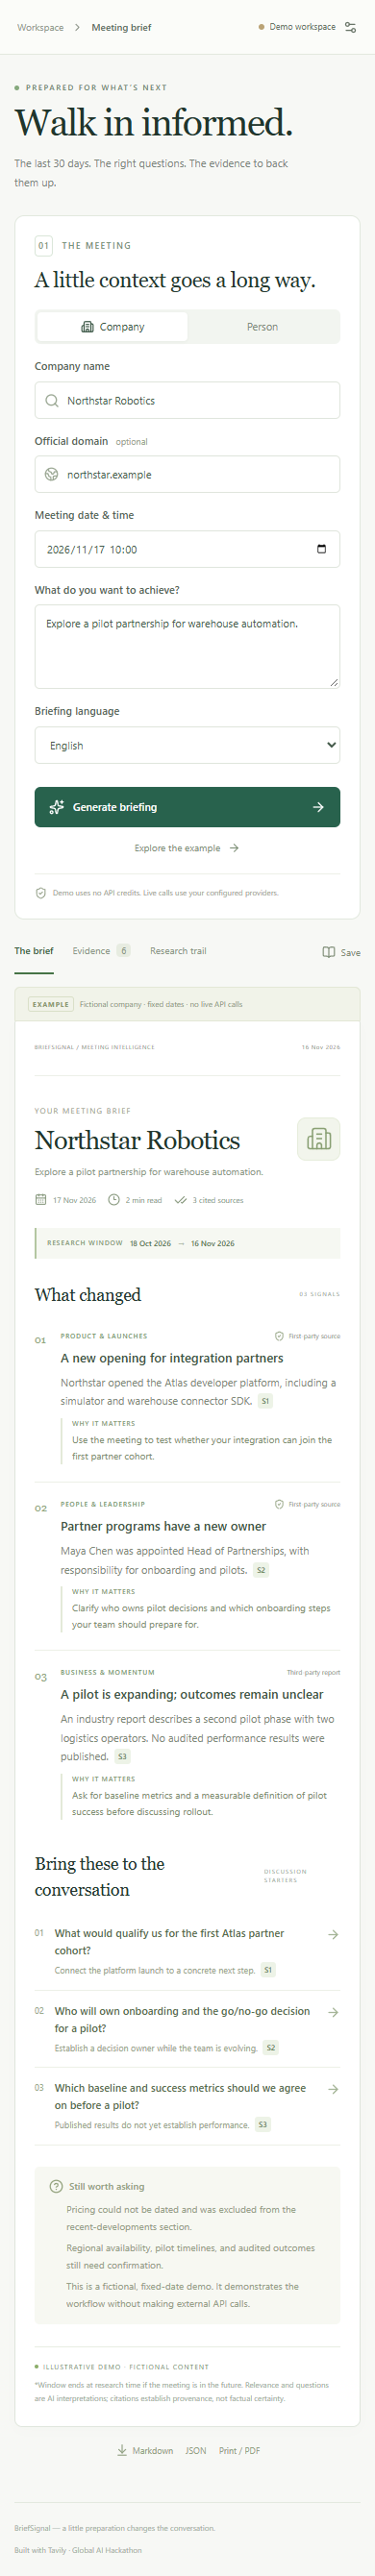 Workspace > Meeting brief
Demo workspace
PREPARED FOR WHAT'S NEXT
Walk in informed.
The last 30 days. The right questions. The evidence to back
them up.
01 THE MEETING
A little context goes a long way.
Company
Person
Company name
Northstar Robotics
Official domain optional
northstar.example
Meeting date & time
2026/11/17 10:00
What do you want to achieve?
Explore a pilot partnership for warehouse automation.
Briefing language
English
Generate briefing →
Explore the example →
Demo uses no API credits. Live calls use your configured providers.
The brief
Evidence 6
Research trail
Save
EXAMPLE Fictional company · fixed dates · no live API calls
BRIEFSIGNAL / MEETING INTELLIGENCE
16 Nov 2026
YOUR MEETING BRIEF
Northstar Robotics
Explore a pilot partnership for warehouse automation.
17 Nov 2026
2 min read
3 cited sources
RESEARCH WINDOW 18 Oct 2026 → 16 Nov 2026
What changed
03 SIGNALS
01
PRODUCT & LAUNCHES
First-party source
A new opening for integration partners
Northstar opened the Atlas developer platform, including a
simulator and warehouse connector SDK. S1
WHY IT MATTERS
Use the meeting to test whether your integration can join the
first partner cohort.
02
PEOPLE & LEADERSHIP
First-party source
Partner programs have a new owner
Maya Chen was appointed Head of Partnerships, with
responsibility for onboarding and pilots. S2
WHY IT MATTERS
Clarify who owns pilot decisions and which onboarding steps
your team should prepare for.
03
BUSINESS & MOMENTUM
Third-party report
A pilot is expanding; outcomes remain unclear
An industry report describes a second pilot phase with two
logistics operators. No audited performance results were
published. S3
WHY IT MATTERS
Ask for baseline metrics and a measurable definition of pilot
success before discussing rollout.
Bring these to the
conversation
DISCUSSION
STARTERS
01 What would qualify us for the first Atlas partner
cohort?
Connect the platform launch to a concrete next step. S1
02 Who will own onboarding and the go/no-go decision
for a pilot?
Establish a decision owner while the team is evolving. S2
03 Which baseline and success metrics should we agree
on before a pilot?
Published results do not yet establish performance. S3
Still worth asking
Pricing could not be dated and was excluded from the
recent-developments section.
Regional availability, pilot timelines, and audited outcomes
still need confirmation.
This is a fictional, fixed-date demo. It demonstrates the
workflow without making external API calls.
ILLUSTRATIVE DEMO · FICTIONAL CONTENT
*Window ends at research time if the meeting is in the future. Relevance and questions
are AI interpretations; citations establish provenance, not factual certainty.
Markdown
JSON
Print / PDF
BriefSignal — a little preparation changes the conversation.
Built with Tavily · Global AI Hackathon